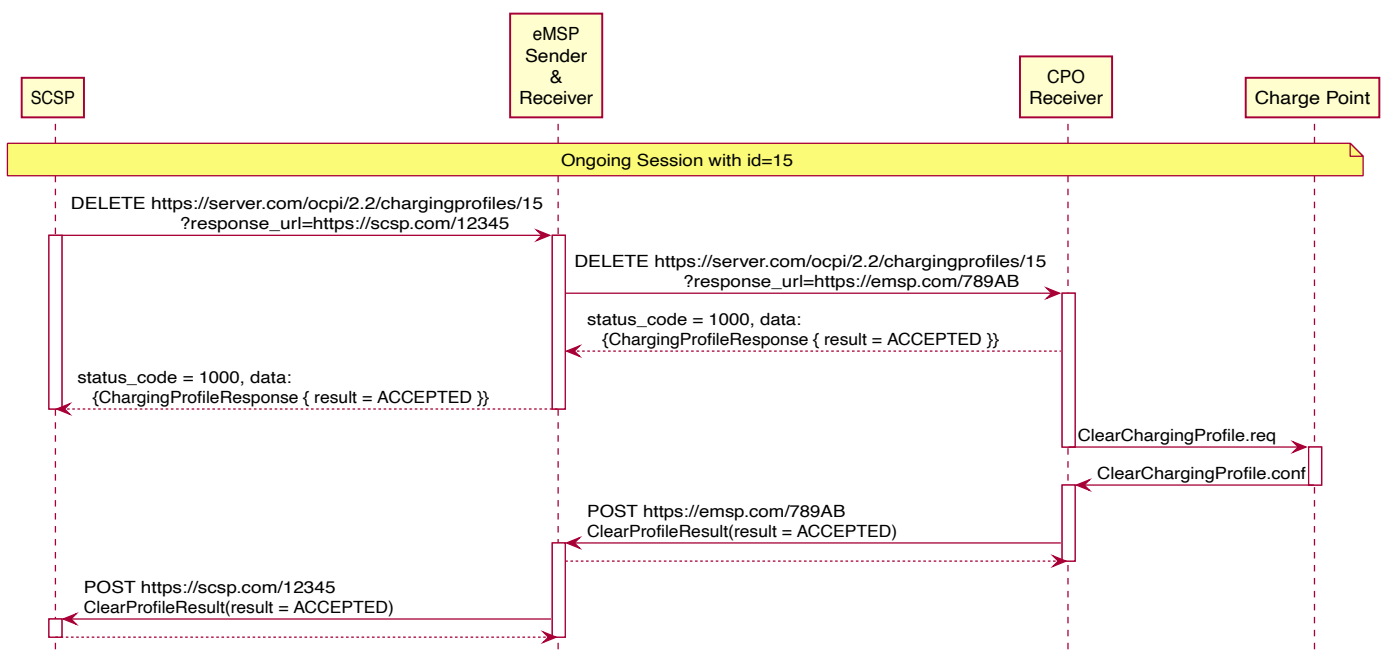 SCSP
eMSP
Sender
&
Receiver
CPO
Receiver
Charge Point
Ongoing Session with id=15
DELETE https://server.com/ocpi/2.2/chargingprofiles/15
?response_url=https://scsp.com/12345
DELETE https://server.com/ocpi/2.2/chargingprofiles/15
?response_url=https://emsp.com/789AB
status_code = 1000, data:
{ChargingProfileResponse { result = ACCEPTED }}
status_code = 1000, data:
{ChargingProfileResponse { result = ACCEPTED }}
ClearChargingProfile.req
ClearChargingProfile.conf
POST https://emsp.com/789AB
ClearProfileResult(result = ACCEPTED)
POST https://scsp.com/12345
ClearProfileResult(result = ACCEPTED)